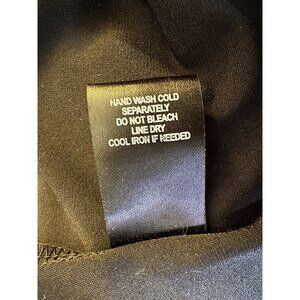 HAND WASH COLD
SEPARATELY
DO NOT BLEACH
LINE DRY
COOL IRON IF NEEDED